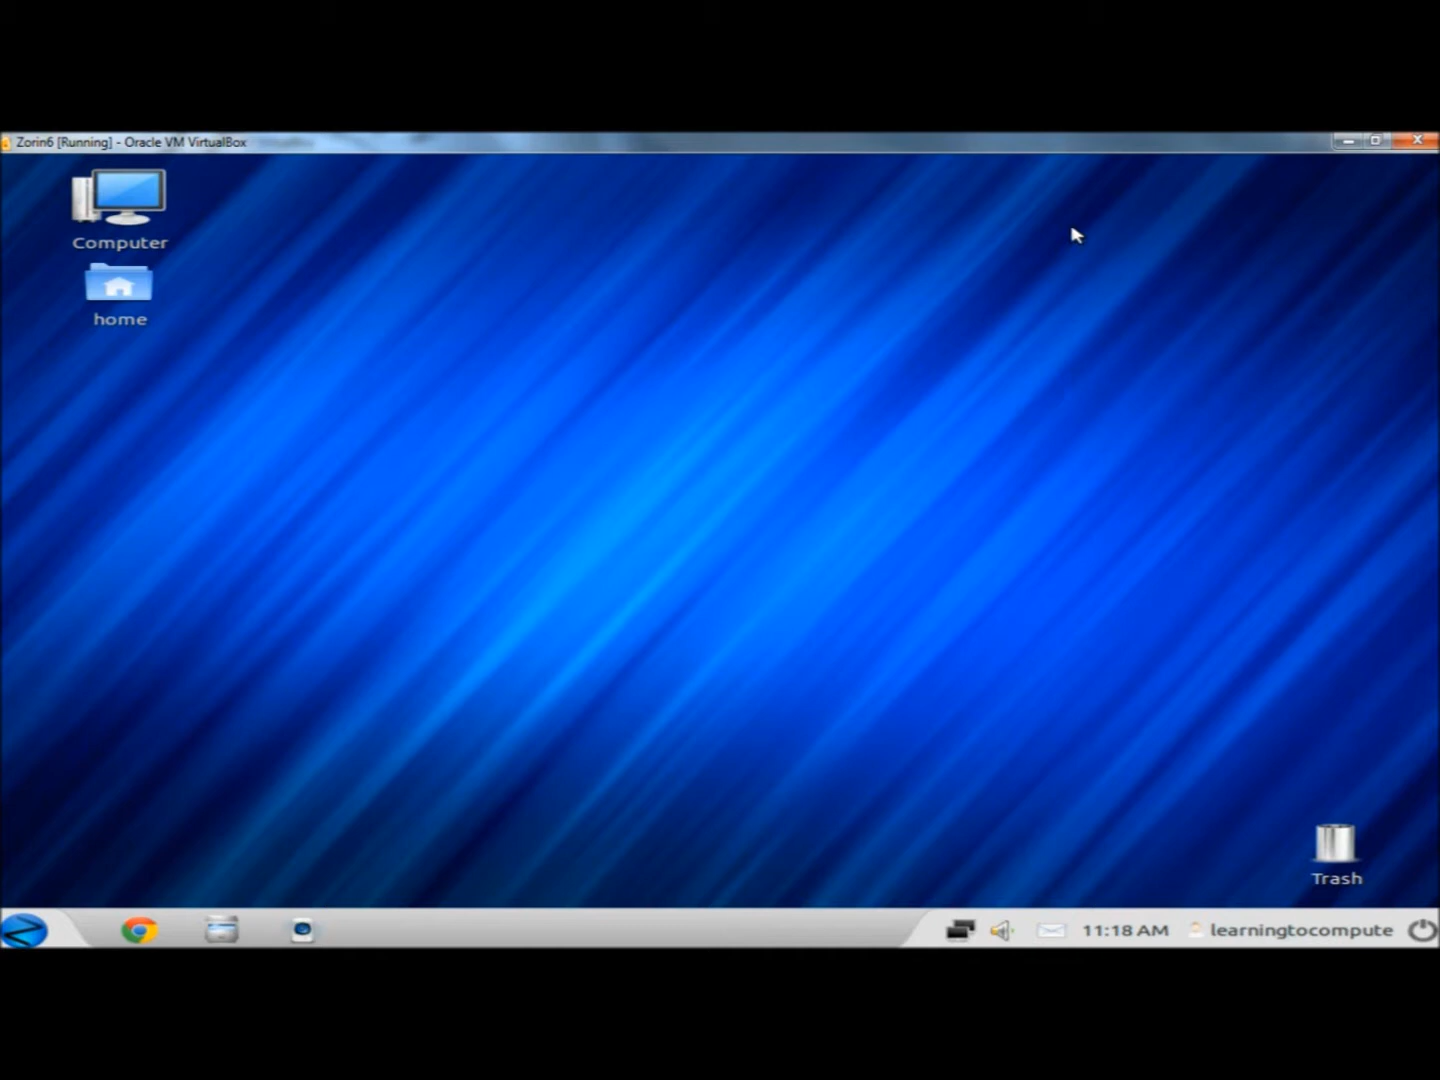 Zorin6 [Running] - Oracle VM VirtualBox
Computer
home
Trash
11:18 AM learningtocompute